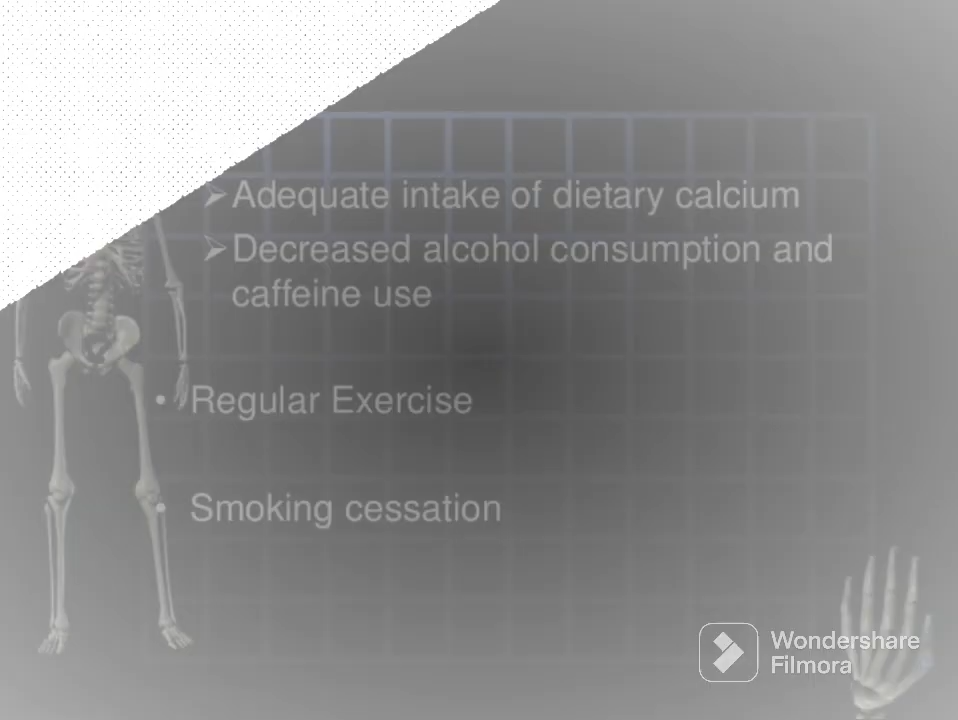 ➢Adequate intake of dietary calcium
➢Decreased alcohol consumption and
caffeine use
• Regular Exercise
• Smoking cessation
Wondershare
Filmora